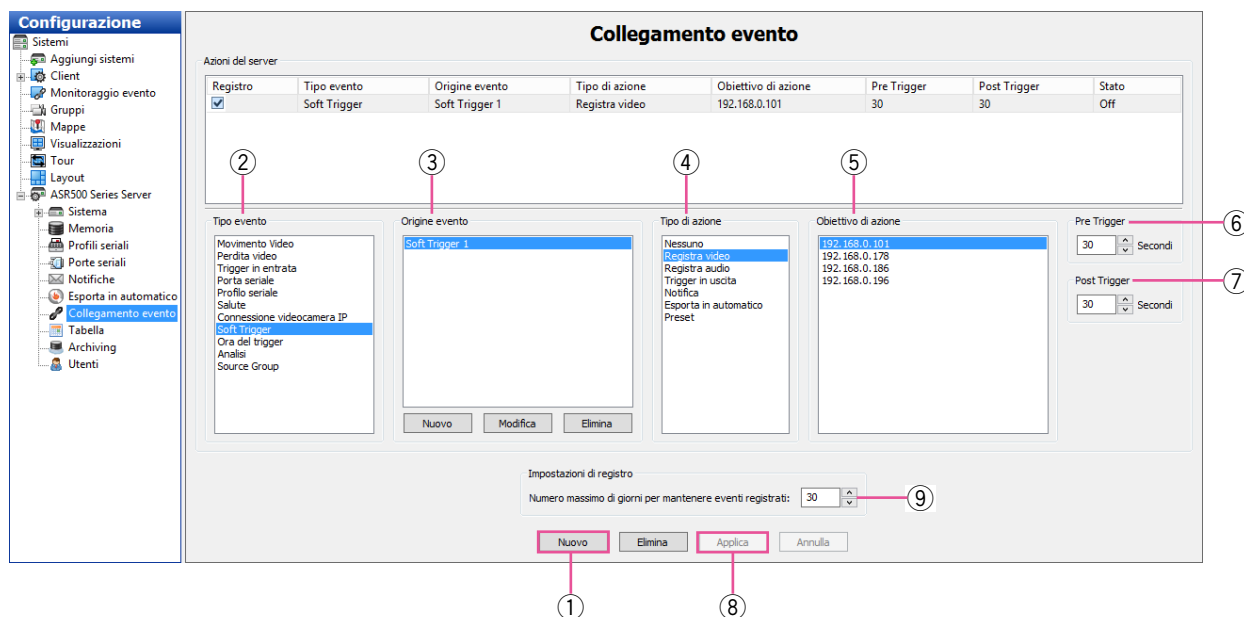 Configurazione
Sistemi
Aggiungi sistemi
Client
Monitoraggio evento
Gruppi
Mappe
Visualizzazioni
Tour
Layout
ASR500 Series Server
Sistema
Memoria
Profili seriali
Porte seriali
Notifiche
Esporta in automatico
Collegamento evento
Tabella
Archiving
Utenti
Collegamento evento
Azioni del server
Registro Tipo evento Origine evento Tipo di azione Obiettivo di azione Pre Trigger Post Trigger Stato
Soft Trigger Soft Trigger 1 Registra video 192.168.0.101 30 30 Off
② ③ ④ ⑤
Tipo evento
Movimento Video
Perdita video
Trigger in entrata
Porta seriale
Profilo seriale
Salute
Connessione videocamera IP
Soft Trigger
Ora del trigger
Analisi
Source Group
Origine evento
Soft Trigger 1
Nuovo Modifica Elimina
Tipo di azione
Nessuno
Registra video
Registra audio
Trigger in uscita
Notifica
Esporta in automatico
Preset
Obiettivo di azione
192.168.0.101
192.168.0.178
192.168.0.186
192.168.0.196
Pre Trigger ⑥
30 Secondi
Post Trigger ⑦
30 Secondi
Impostazioni di registro
Numero massimo di giorni per mantenere eventi registrati: 30 ⑨
Nuovo Elimina Applica Annulla
① ⑧